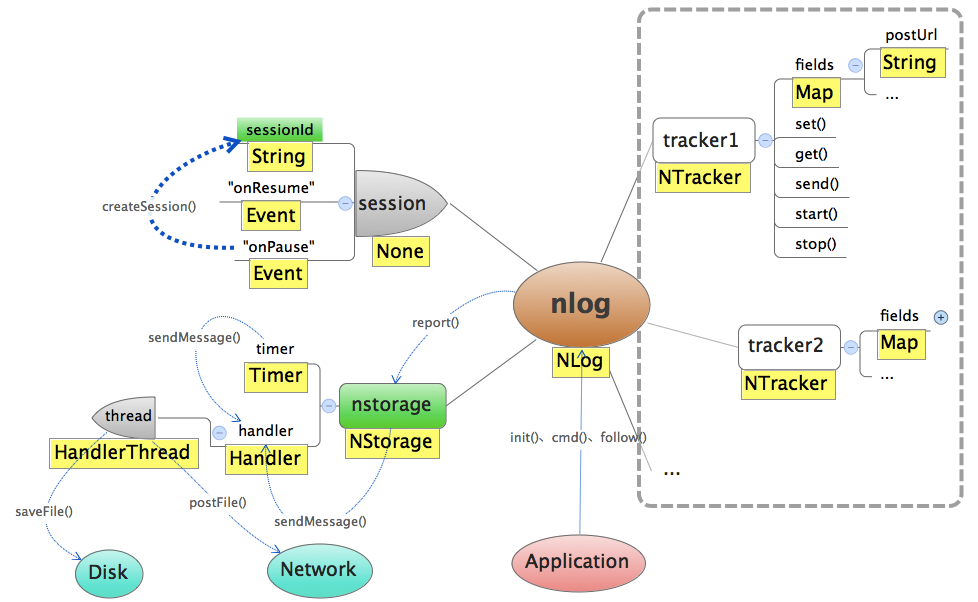 postUrl
fields
String
Map
...
set()
get()
send()
start()
stop()
tracker1
NTracker
sessionId
String
"onResume"
Event
createSession()
"onPause"
Event
session
None
nlog
NLog
report()
fields
Map
...
tracker2
NTracker
sendMessage()
timer
Timer
nstorage
NStorage
thread
HandlerThread
handler
Handler
init()、cmd()、follow()
...
saveFile()
postFile()
sendMessage()
Disk
Network
Application